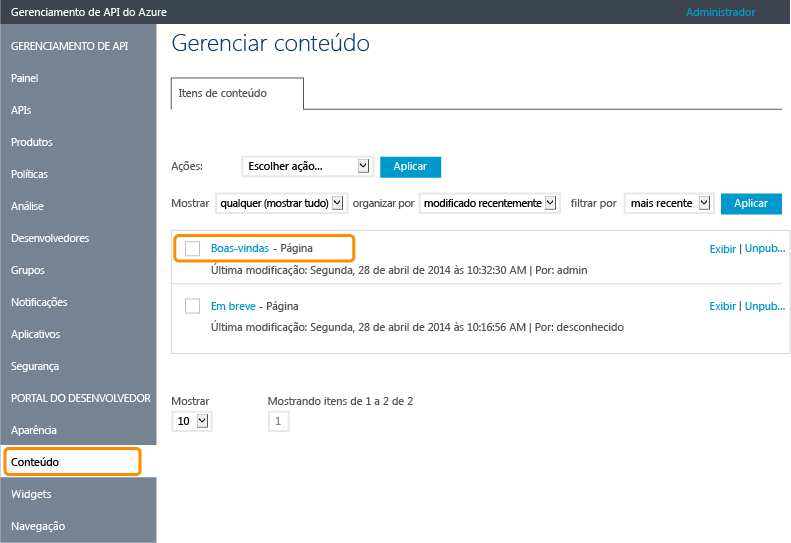 Gerenciamento de API do Azure
Administrador
GERENCIAMENTO DE API
Painel
APIs
Produtos
Políticas
Análise
Desenvolvedores
Grupos
Notificações
Aplicativos
Segurança
PORTAL DO DESENVOLVEDOR
Aparência
Conteúdo
Widgets
Navegação
Gerenciar conteúdo
Itens de conteúdo
Ações: Escolher ação... Aplicar
Mostrar qualquer (mostrar tudo) organizar por modificado recentemente filtrar por mais recente Aplicar
Boas-vindas - Página Exibir | Unpub...
Última modificação: Segunda, 28 de abril de 2014 às 10:32:30 AM | Por: admin
Em breve - Página Exibir | Unpub...
Última modificação: Segunda, 28 de abril de 2014 às 10:16:56 AM | Por: desconhecido
Mostrar Mostrando itens de 1 a 2 de 2
10 1